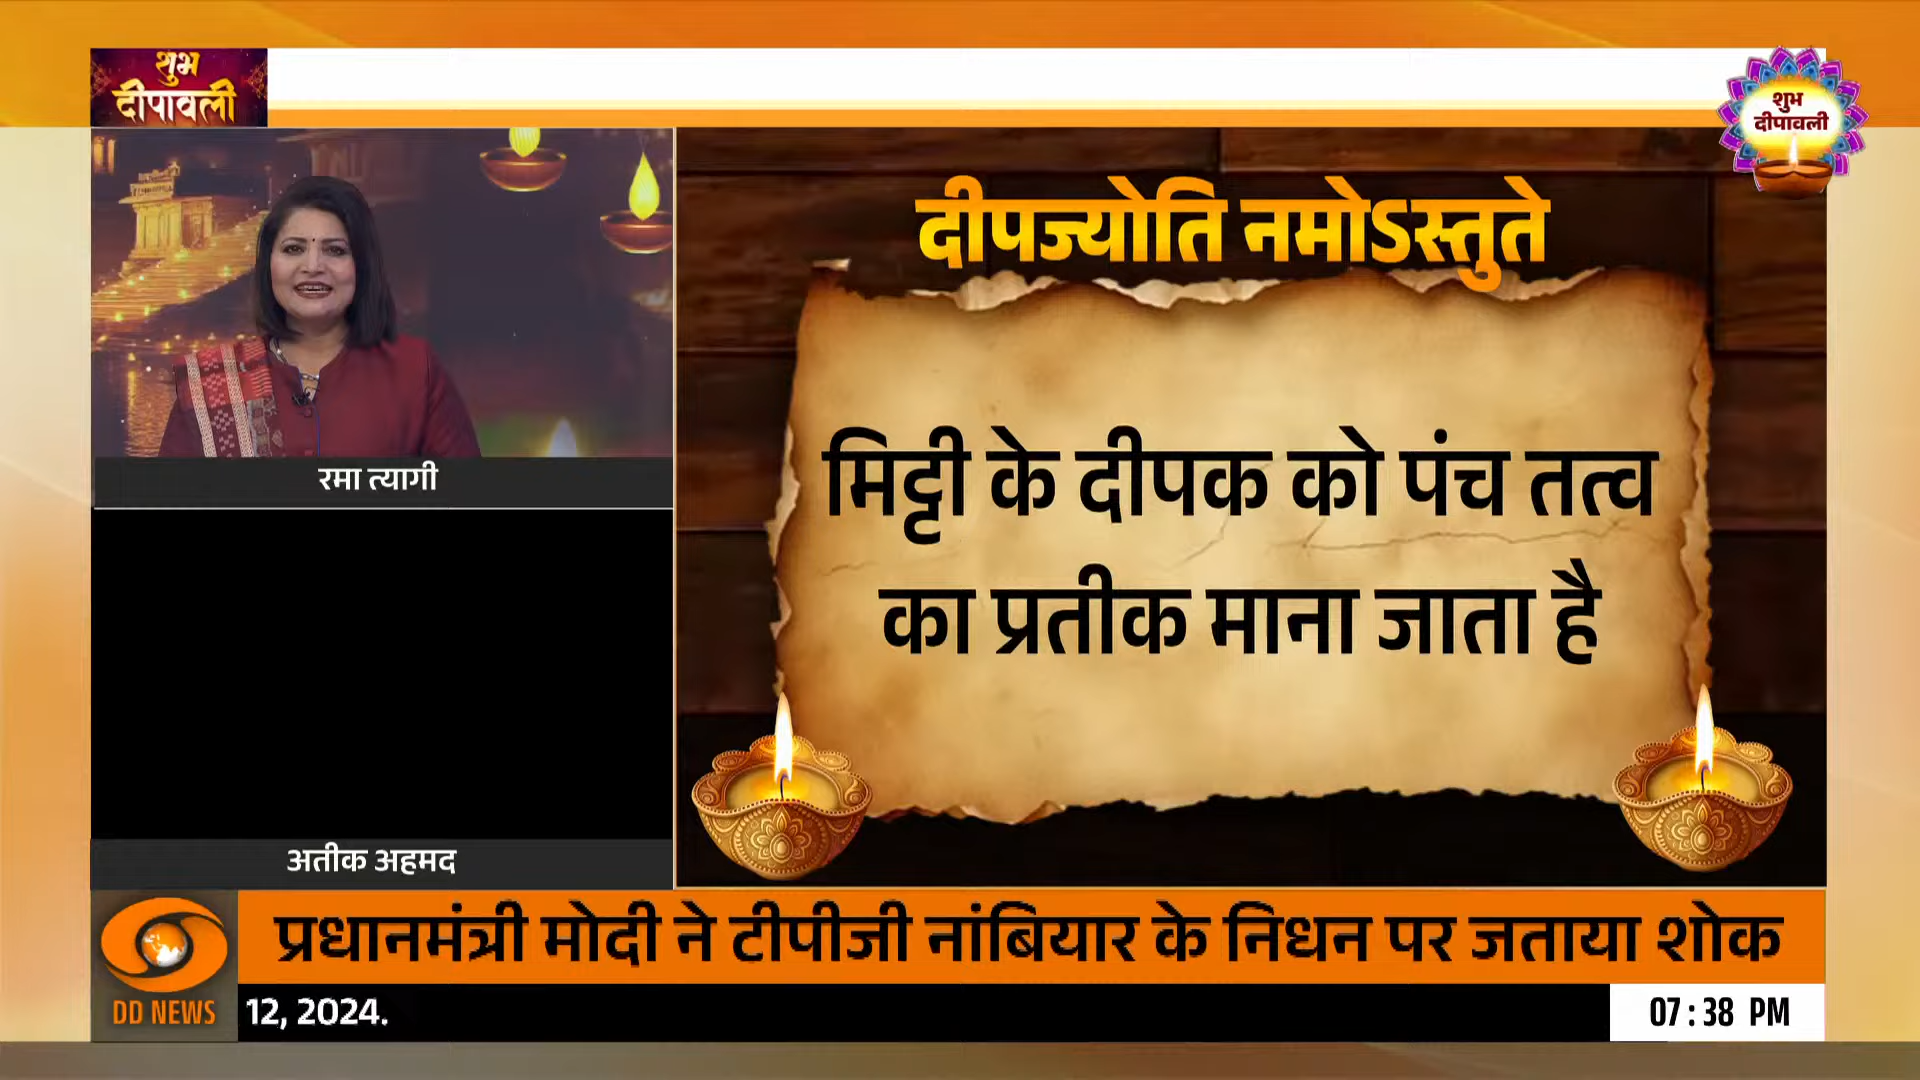 शुभ
दीपावली
शुभ
दीपावली
दीपज्योति नमोऽस्तुते
मिट्टी के दीपक को पंच तत्व
का प्रतीक माना जाता है
रमा त्यागी
अतीक अहमद
प्रधानमंत्री मोदी ने टीपीजी नांबियार के निधन पर जताया शोक
DD NEWS
12, 2024.
07:38 PM